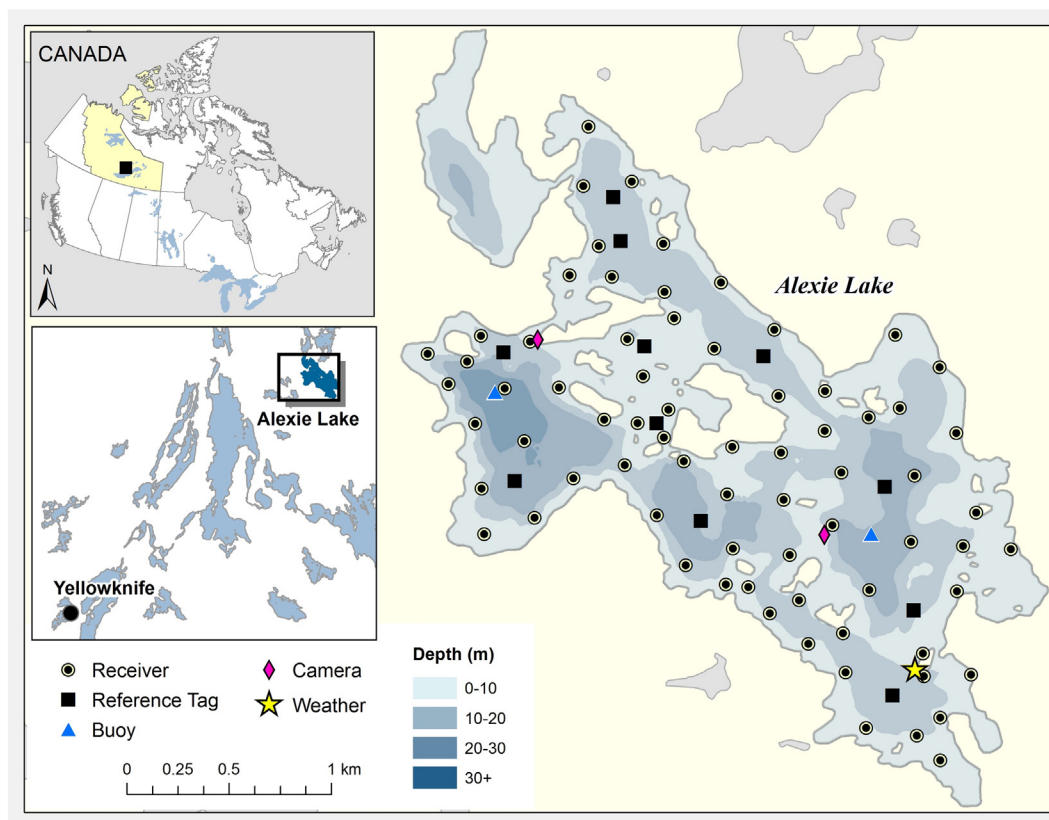 CANADA
N
Alexie Lake
Alexie Lake
Yellowknife
Receiver
Reference Tag
Buoy
Camera
Weather
0 0.25 0.5 1 km
Depth (m)
0-10
10-20
20-30
30+